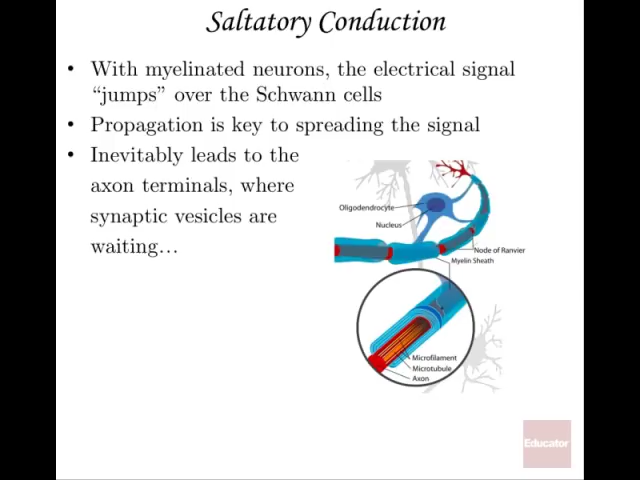 Saltatory Conduction
• With myelinated neurons, the electrical signal
“jumps” over the Schwann cells
• Propagation is key to spreading the signal
• Inevitably leads to the
axon terminals, where
synaptic vesicles are
waiting…
Oligodendrocyte
Nucleus
Node of Ranvier
Myelin Sheath
Microfilament
Microtubule
Axon
Educator